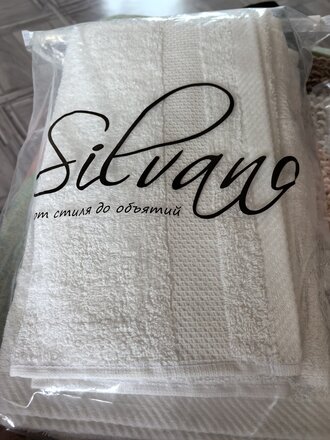 Silvano
от стиля до объятий